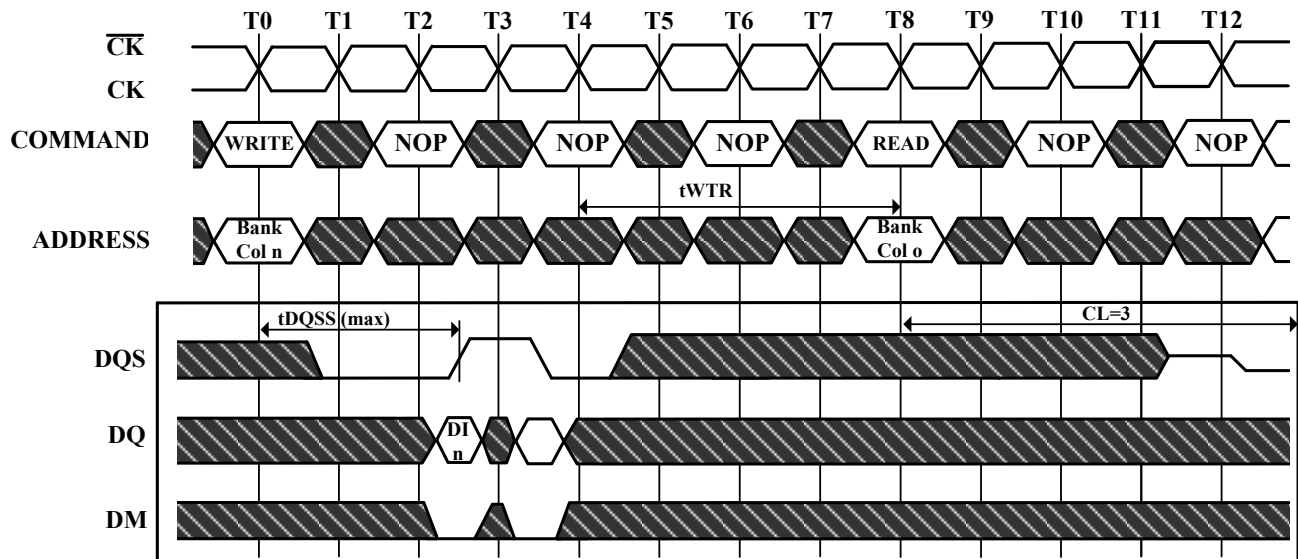 T0 T1 T2 T3 T4 T5 T6 T7 T8 T9 T10 T11 T12
CK
CK
COMMAND WRITE NOP NOP NOP READ NOP NOP
tWTR
ADDRESS Bank Col n Bank Col o
tDQSS (max) CL=3
DQS
DQ DI n
DM